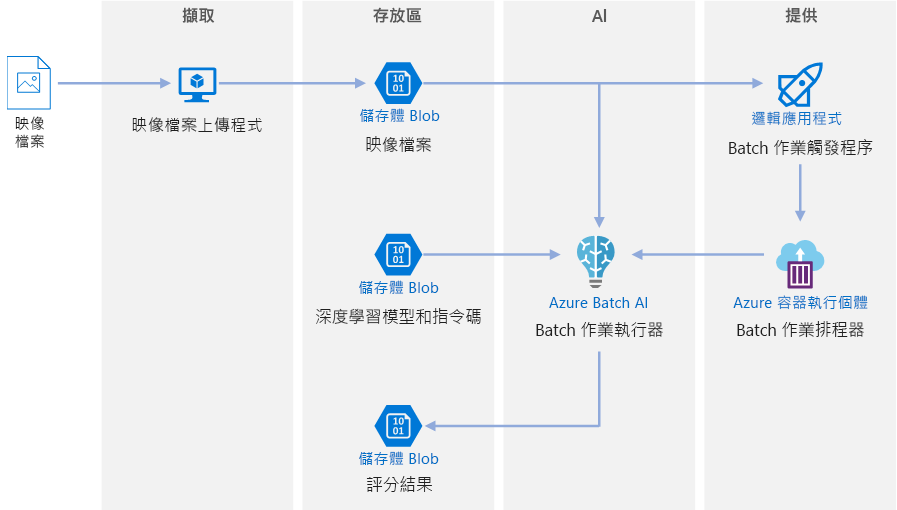 擷取
存放區
AI
提供
映像
檔案
映像檔案上傳程式
10
01
儲存體 Blob
映像檔案
邏輯應用程式
Batch 作業觸發程序
10
01
儲存體 Blob
深度學習模型和指令碼
Azure Batch AI
Batch 作業執行器
Azure 容器執行個體
Batch 作業排程器
10
01
儲存體 Blob
評分結果